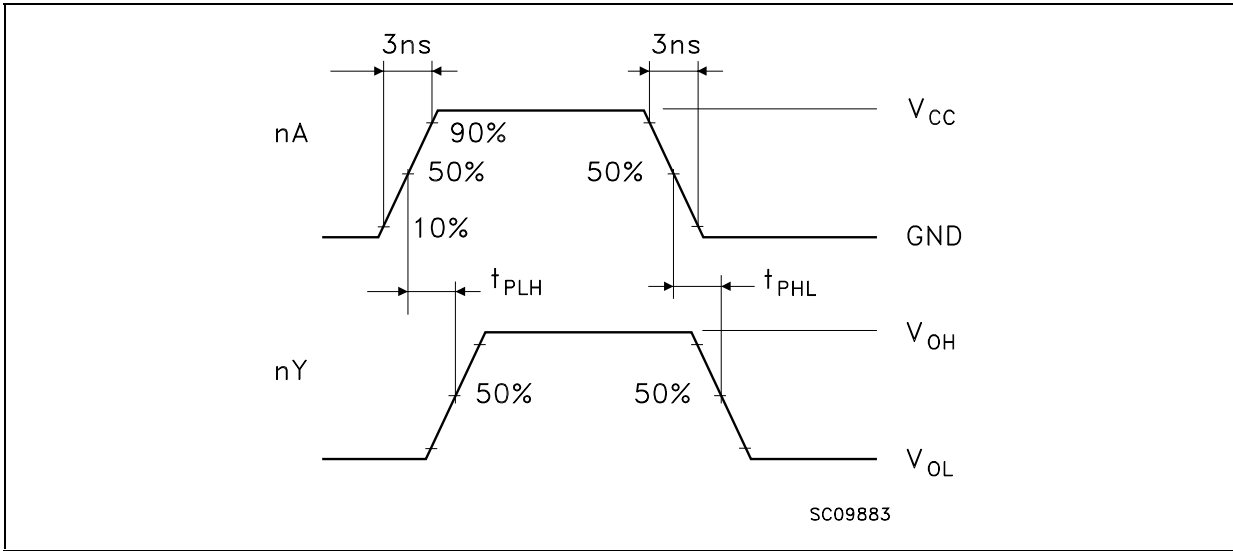 3ns 3ns
nA
90%
V_CC
50% 50%
10%
GND
t_PLH t_PHL
nY
V_OH
50% 50%
V_OL
SC09883